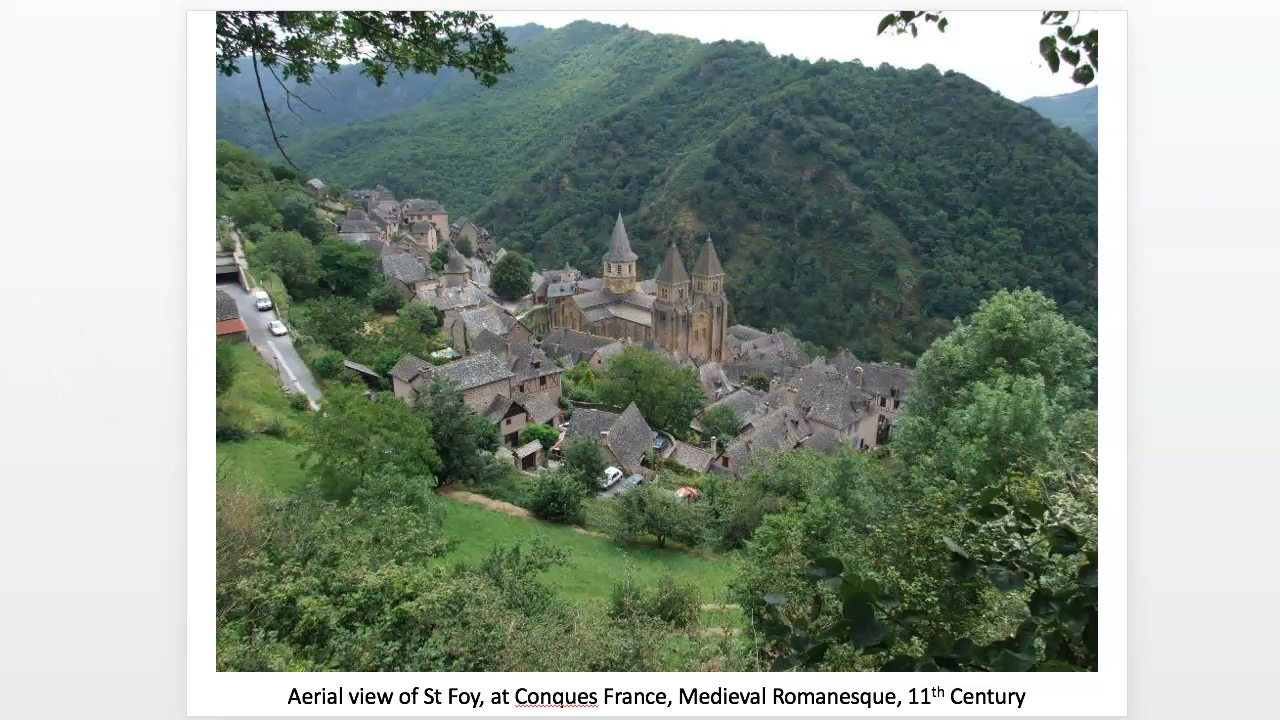 Aerial view of St Foy, at Conques France, Medieval Romanesque, 11th Century